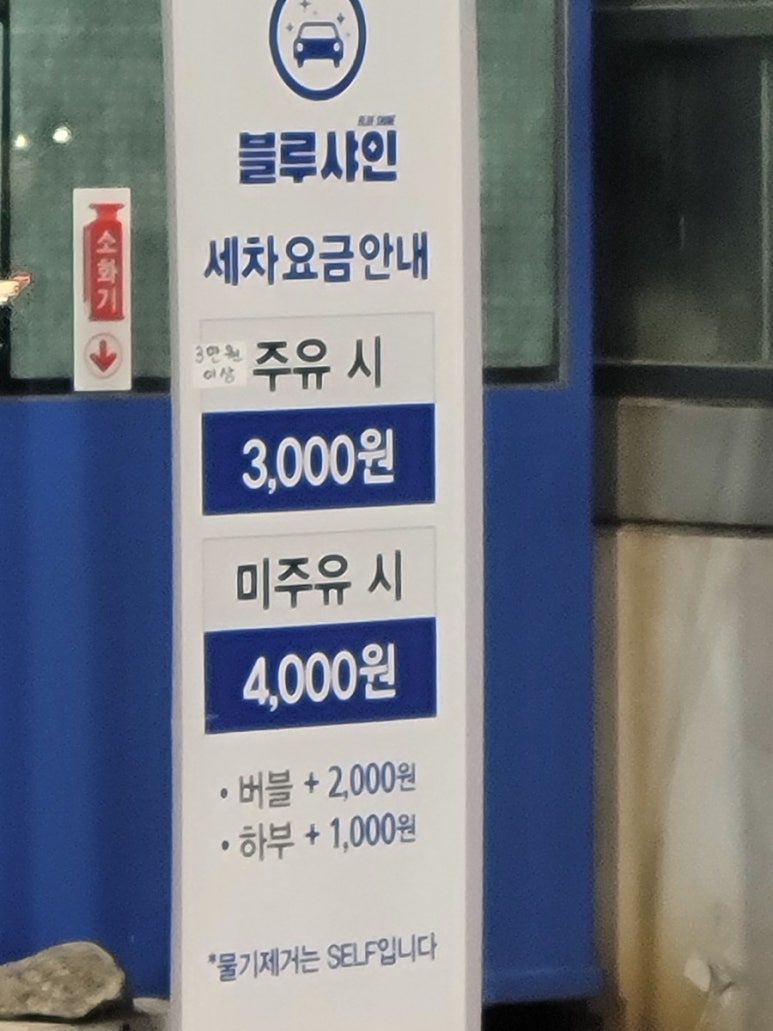 BLUE SHINE
블루샤인
세차요금안내
3만원
이상
주유 시
3,000원
미주유 시
4,000원
• 버블 + 2,000원
• 하부 + 1,000원
*물기제거는 SELF입니다
소화기